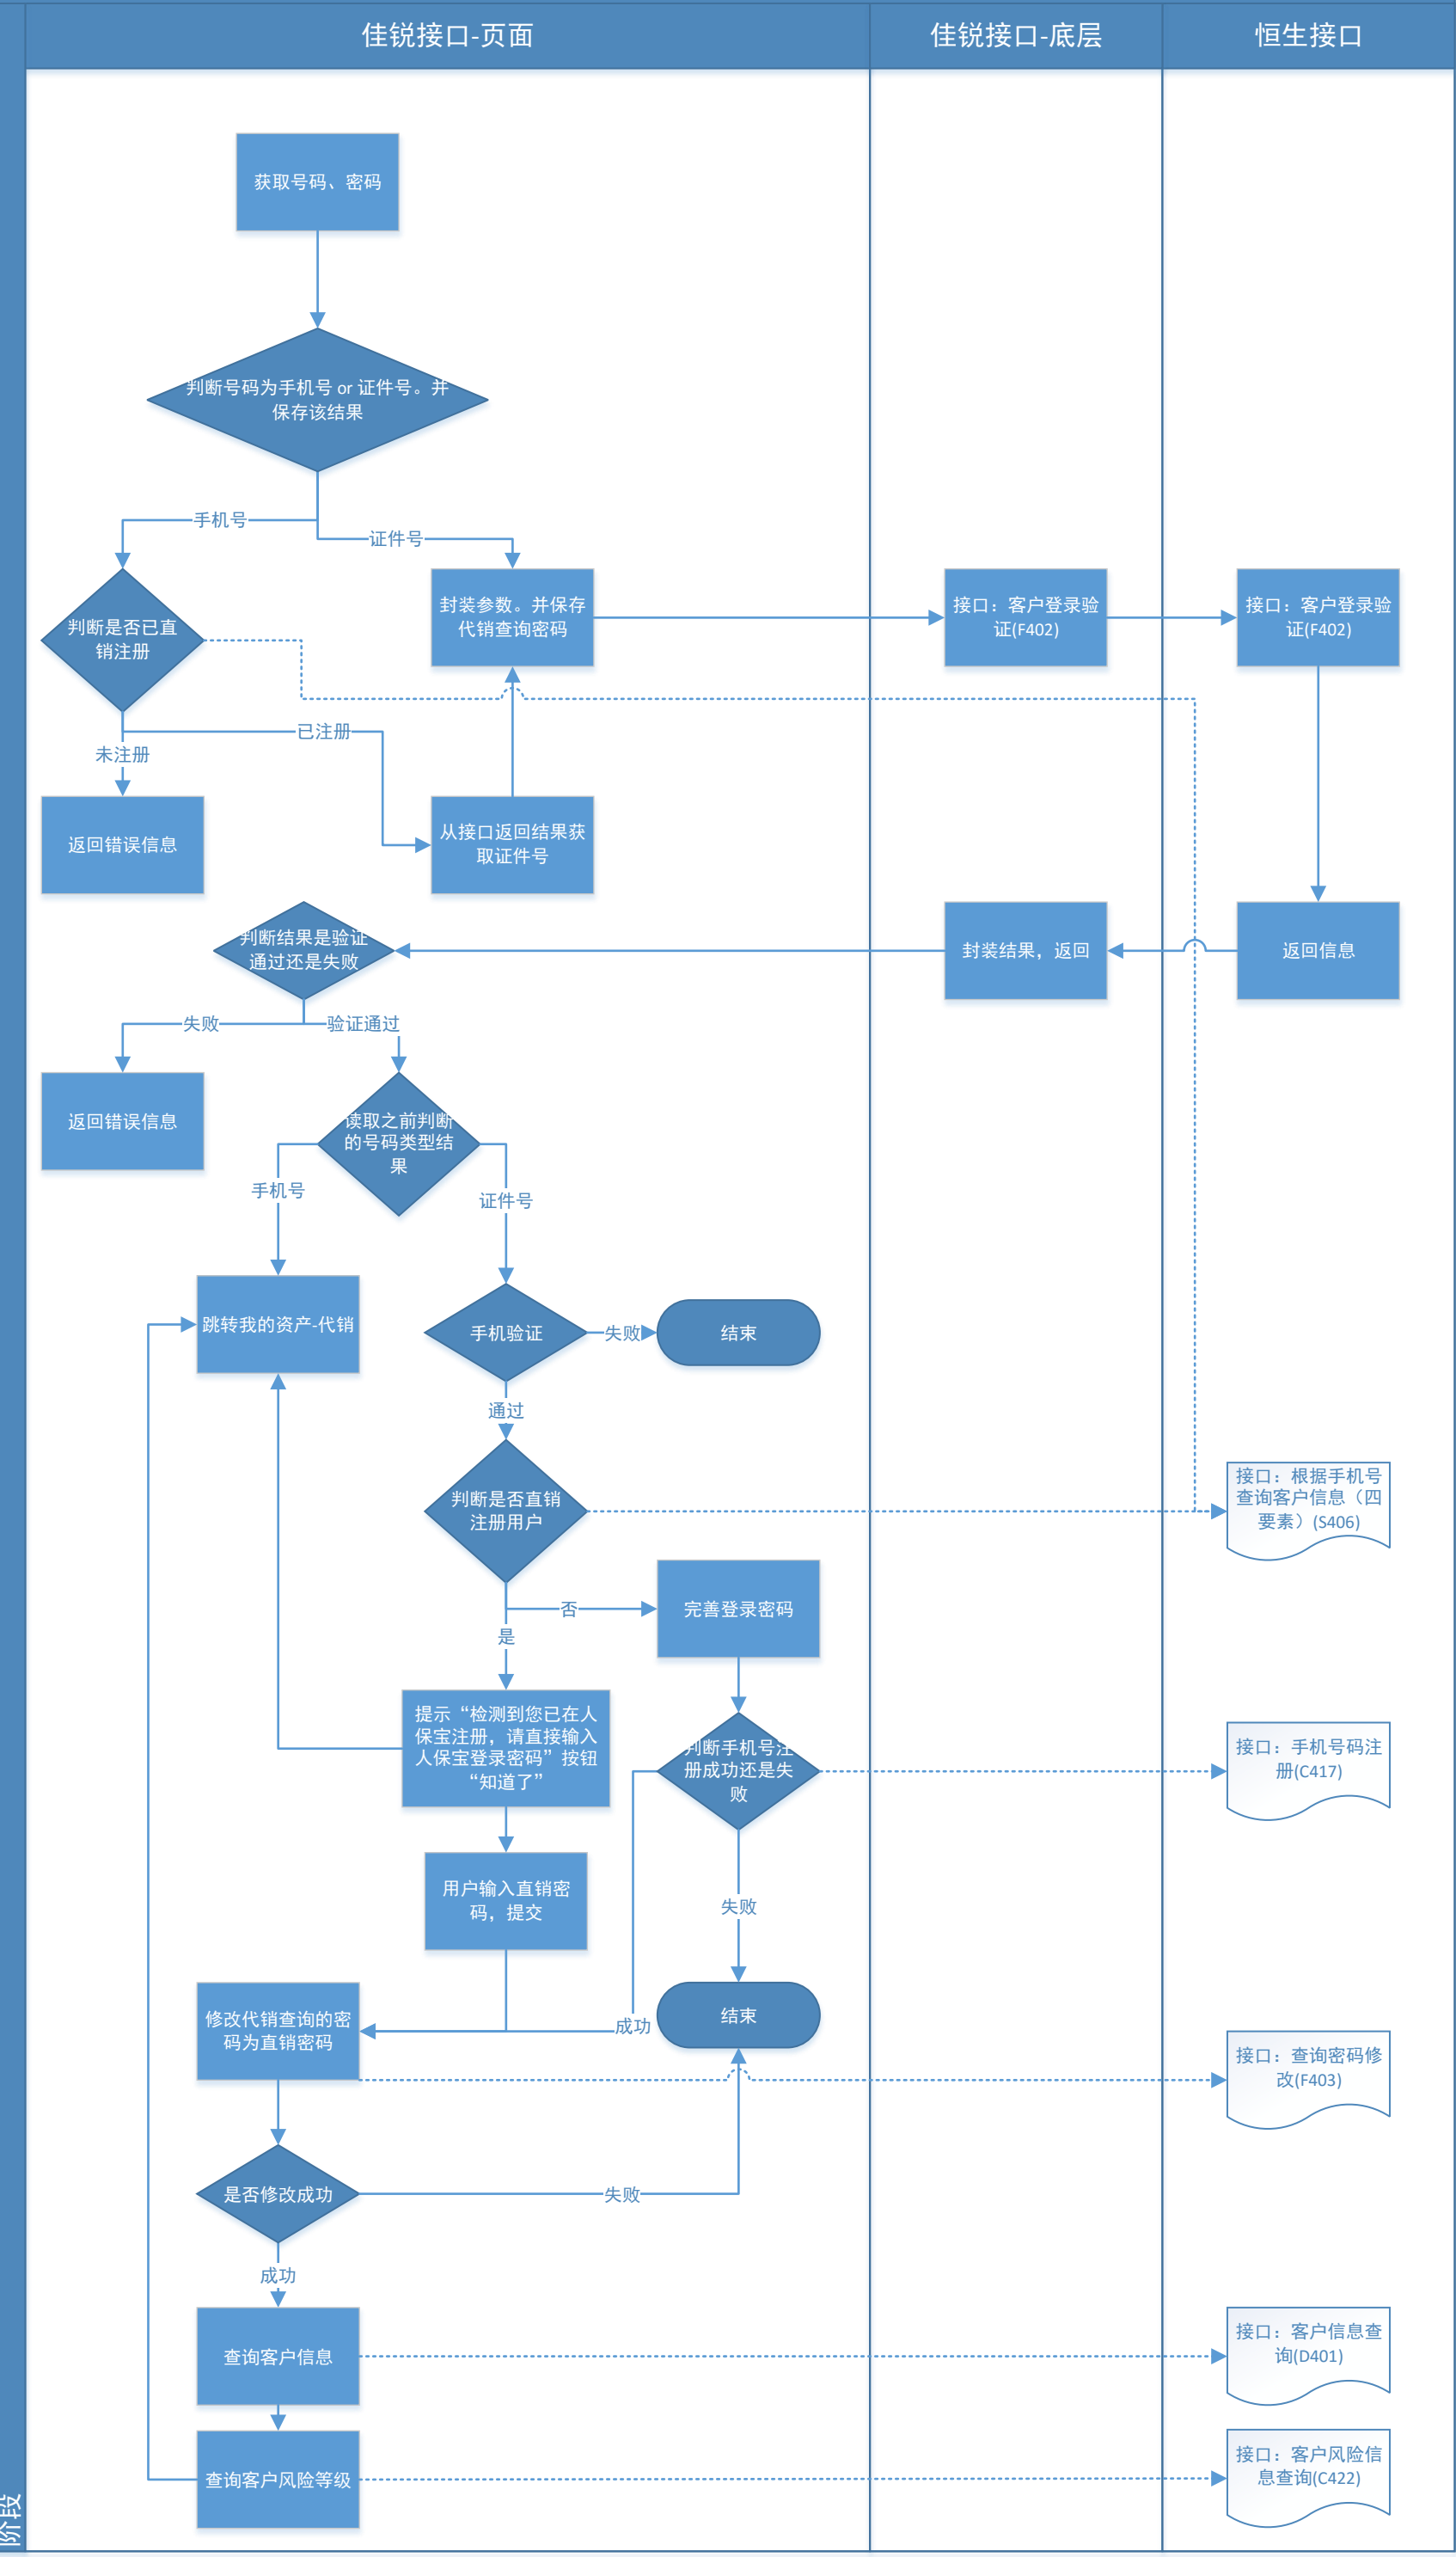 佳锐接口-页面
佳锐接口-底层
恒生接口
获取号码、密码
判断号码为手机号 or 证件号。并
保存该结果
手机号
证件号
判断是否已直
销注册
封装参数。并保存
代销查询密码
接口：客户登录验
证(F402)
接口：客户登录验
证(F402)
已注册
未注册
返回错误信息
从接口返回结果获
取证件号
判断结果是验证
通过还是失败
封装结果，返回
返回信息
失败
验证通过
返回错误信息
读取之前判断
的号码类型结
果
手机号
证件号
跳转我的资产-代销
手机验证
失败
结束
通过
判断是否直销
注册用户
接口：根据手机号
查询客户信息（四
要素）(S406)
否
完善登录密码
是
提示“检测到您已在人
保宝注册，请直接输入
人保宝登录密码”按钮
“知道了”
判断手机号注
册成功还是失
败
接口：手机号码注
册(C417)
用户输入直销密
码，提交
失败
修改代销查询的密
码为直销密码
成功
结束
接口：查询密码修
改(F403)
是否修改成功
失败
成功
查询客户信息
接口：客户信息查
询(D401)
查询客户风险等级
接口：客户风险信
息查询(C422)
阶段